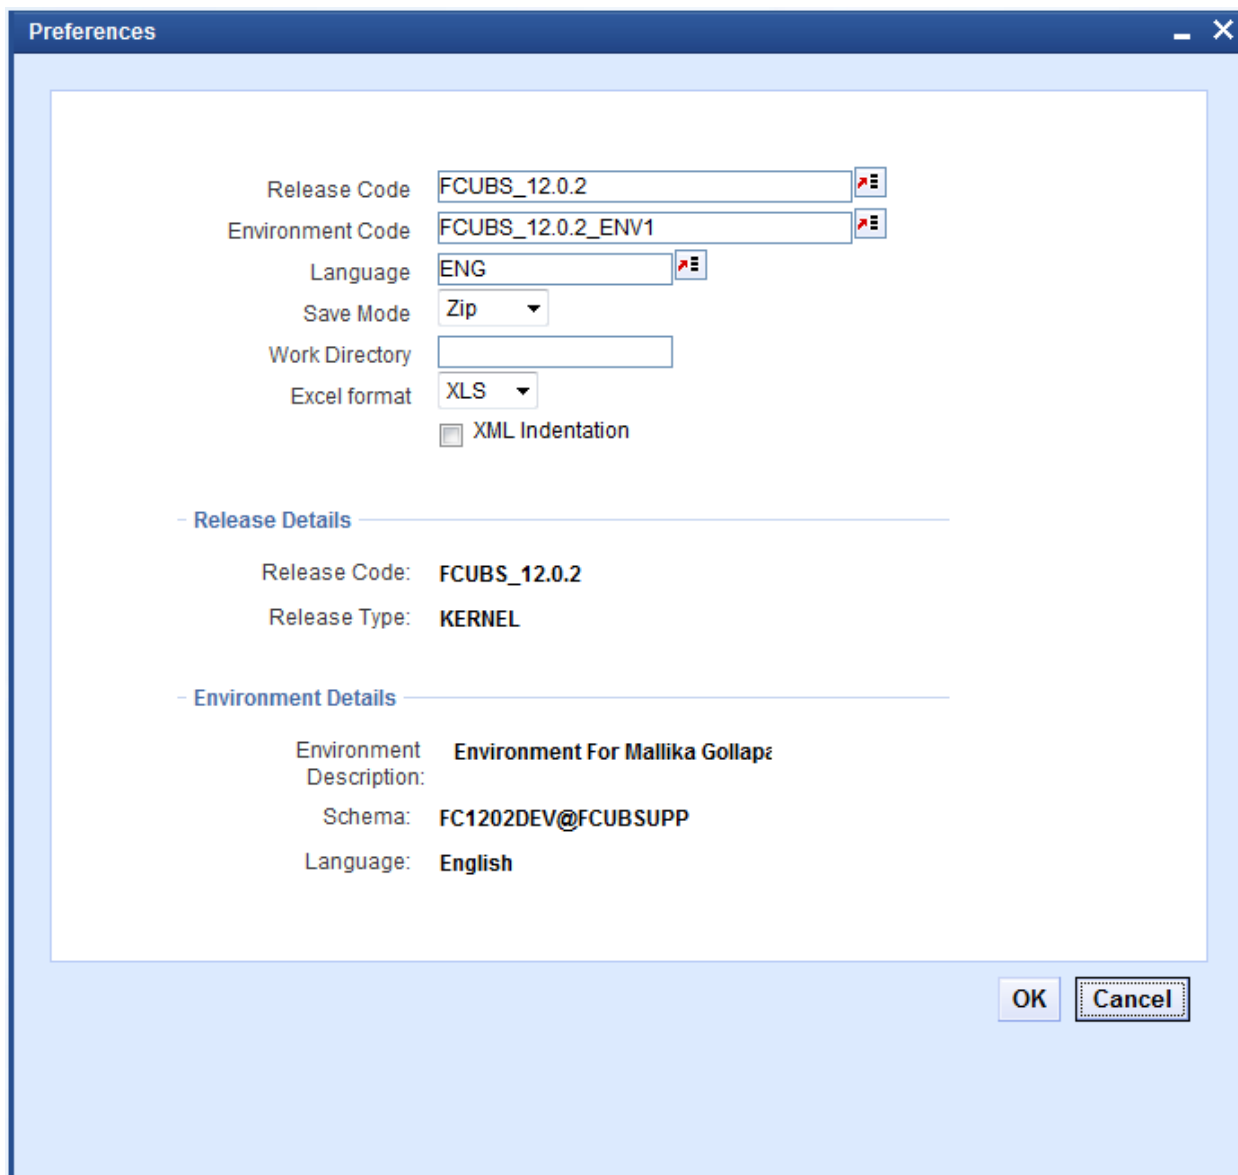 Preferences
Release Code FCUBS_12.0.2
Environment Code FCUBS_12.0.2_ENV1
Language ENG
Save Mode Zip
Work Directory
Excel format XLS
XML Indentation
Release Details
Release Code: FCUBS_12.0.2
Release Type: KERNEL
Environment Details
Environment Description: Environment For Mallika
Schema: FC1202DEV@FCUBSUPP
Language: English
OK Cancel